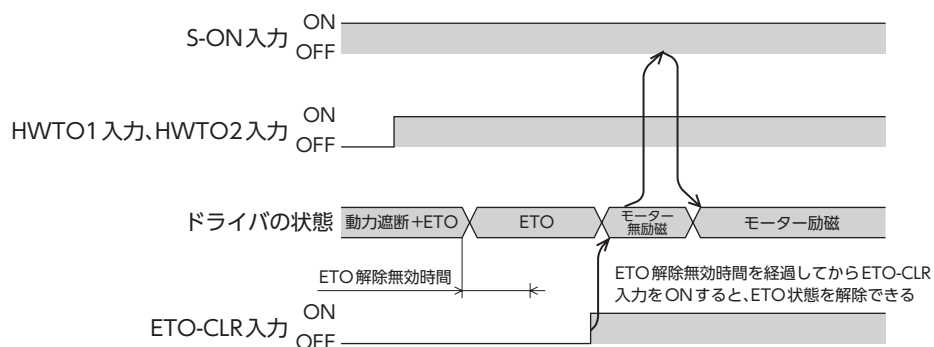 S-ON入力 ON
OFF
HWTO1入力、HWTO2入力 ON
OFF
ドライバの状態 動力遮断+ETO ETO モーター
無励磁 モーター励磁
ETO解除無効時間
ETO解除無効時間を経過してからETO-CLR
入力をONすると、ETO状態を解除できる
ETO-CLR入力 ON
OFF